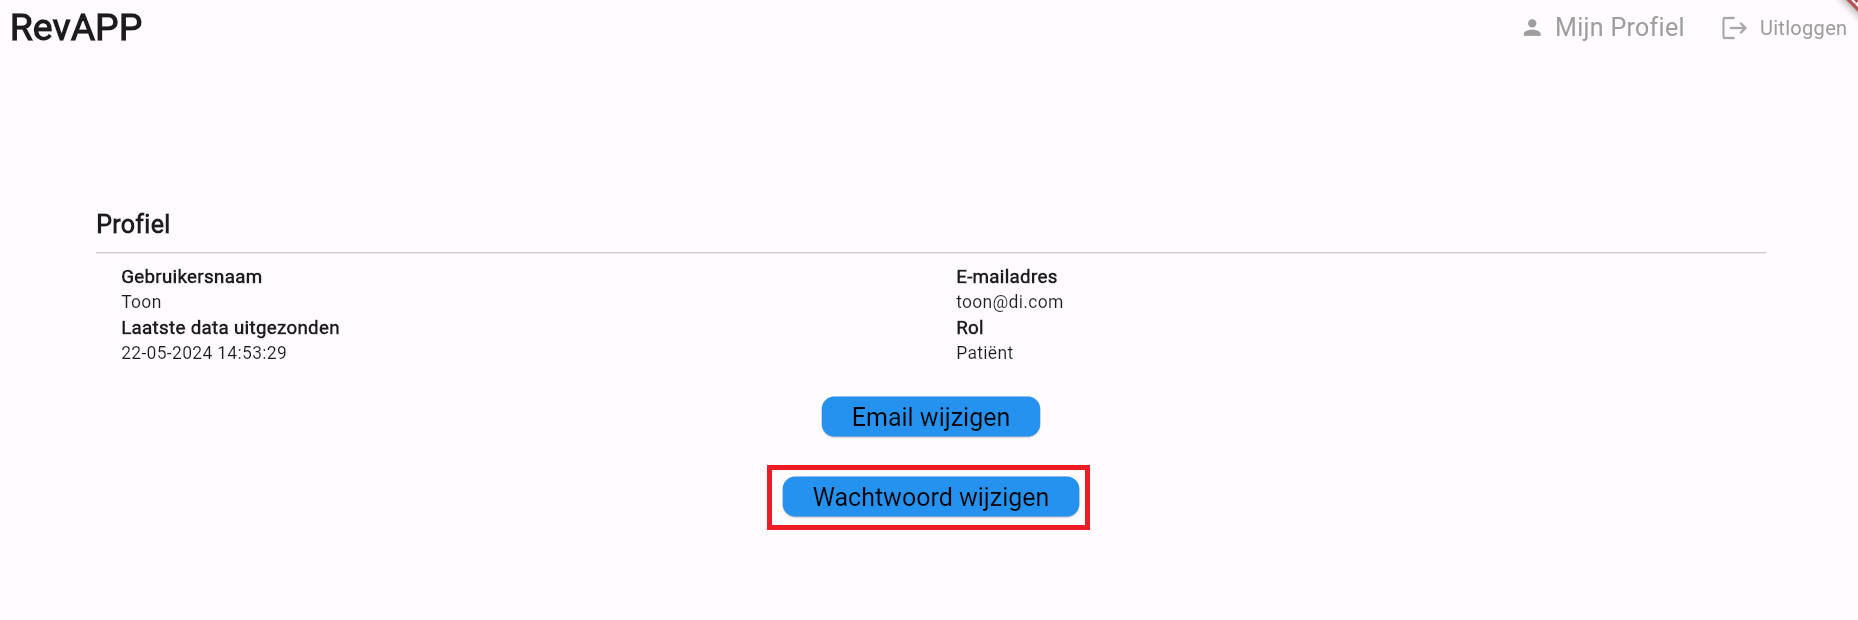 RevAPP
Mijn Profiel
Uitloggen
Profiel
Gebruikersnaam
Toon
Laatste data uitgezonden
22-05-2024 14:53:29
E-mailadres
toon@di.com
Rol
Patiënt
Email wijzigen
Wachtwoord wijzigen